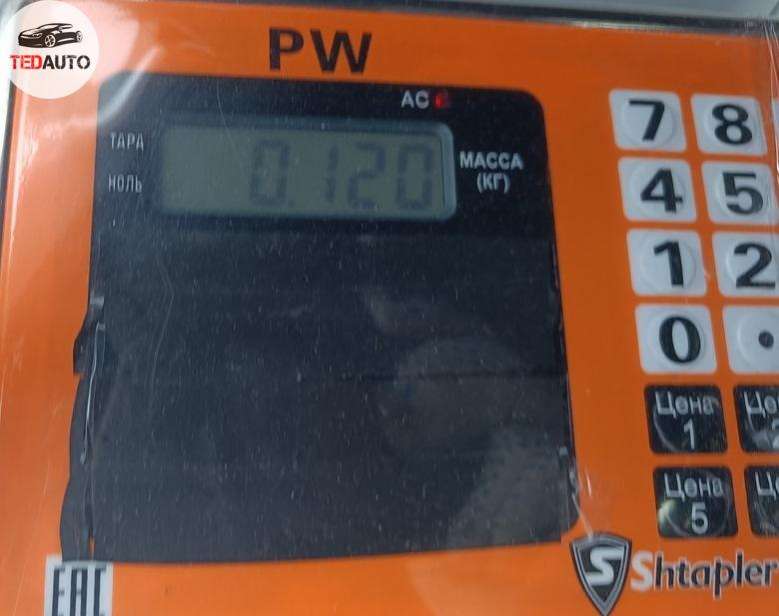 TEDAUTO
PW
AC
ТАРА
НОЛЬ
0.120
МАССА
(КГ)
7 8
4 5
1 2
0 .
Цена
1
Цена
5
Shtapler
EAC